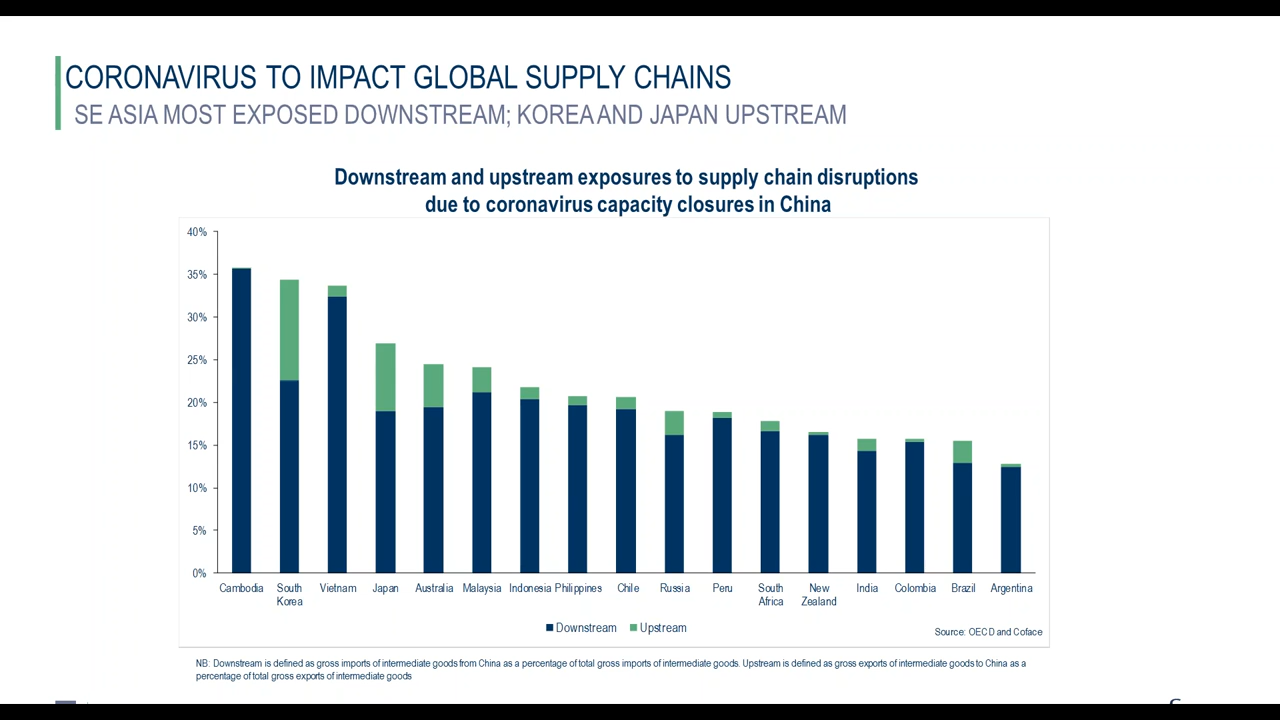 CORONAVIRUS TO IMPACT GLOBAL SUPPLY CHAINS
SE ASIA MOST EXPOSED DOWNSTREAM; KOREA AND JAPAN UPSTREAM
Downstream and upstream exposures to supply chain disruptions
due to coronavirus capacity closures in China
40%
35%
30%
25%
20%
15%
10%
5%
0%
Cambodia South Korea Vietnam Japan Australia Malaysia Indonesia Philippines Chile Russia Peru South Africa New Zealand India Colombia Brazil Argentina
Downstream Upstream
Source: OECD and Coface
NB: Downstream is defined as gross imports of intermediate goods from China as a percentage of total gross imports of intermediate goods. Upstream is defined as gross exports of intermediate goods to China as a
percentage of total gross exports of intermediate goods